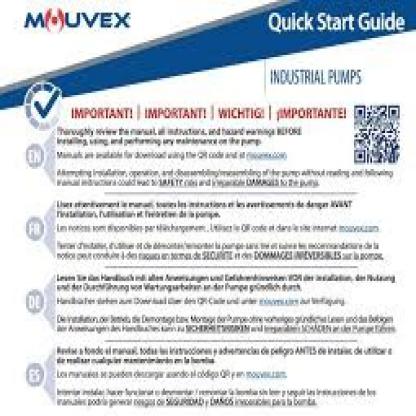 MOUVEX
Quick Start Guide
INDUSTRIAL PUMPS
IMPORTANT! | IMPORTANT! | WICHTIG! | ¡IMPORTANTE!
EN
Thoroughly review the manual, all instructions, and hazard warnings BEFORE
installing, using, and performing any maintenance on the pump.
Manuals are available for download using the QR code and at mouvex.com.
Attempting installation, operation, and disassembling/reassembling of the pump without reading and following
manual instructions could lead to SAFETY risks and irreparable DAMAGES to the pump.
FR
Lisez attentivement le manuel, toutes les instructions et les avertissements de danger AVANT
l'installation, l'utilisation et l'entretien de la pompe.
Les notices sont disponibles par téléchargement. Utilisez le QR code et dans le site internet mouvex.com.
Tenter d'installer, d'utiliser et de démonter/remonter la pompe sans lire et suivre les recommandations de la
notice peut conduire à des risques en termes de SECURITE et des DOMMAGES IRREVERSIBLES sur la pompe.
DE
Lesen Sie das Handbuch mit allen Anweisungen und Gefahrenhinweisen VOR der Installation, der Nutzung
und der Durchführung von Wartungsarbeiten an der Pumpe gründlich durch.
Handbücher stehen zum Download über den QR-Code und unter mouvex.com zur Verfügung.
Die Installation, der Betrieb, die Demontage bzw. Montage der Pumpe ohne vorheriges gründliches Lesen und das Befolgen
der Anweisungen des Handbuches kann zu SICHERHEITSRISIKEN und irreparablen SCHÄDEN an der Pumpe führen.
ES
Revise a fondo el manual, todas las instrucciones y advertencias de peligro ANTES de instalar, de utilizar o
de realizar cualquier mantenimiento en la bomba.
Los manuales se pueden descargar usando el código QR y en mouvex.com.
Intentar instalar, hacer funcionar o desmontar / remontar la bomba sin leer y seguir las instrucciones de los
manuales podría generar riesgos de SEGURIDAD y DAÑOS irreparables para la bomba.